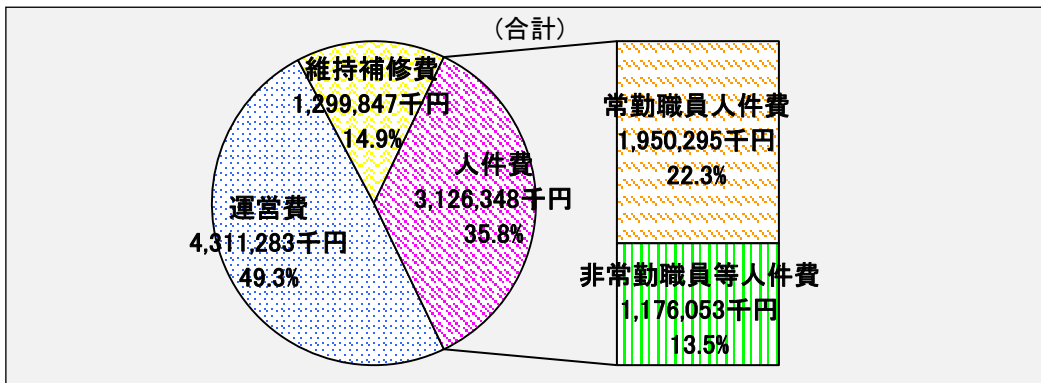 (合計)
維持補修費
1,299,847千円
14.9%
人件費
3,126,348千円
35.8%
運営費
4,311,283千円
49.3%
常勤職員人件費
1,950,295千円
22.3%
非常勤職員等人件費
1,176,053千円
13.5%